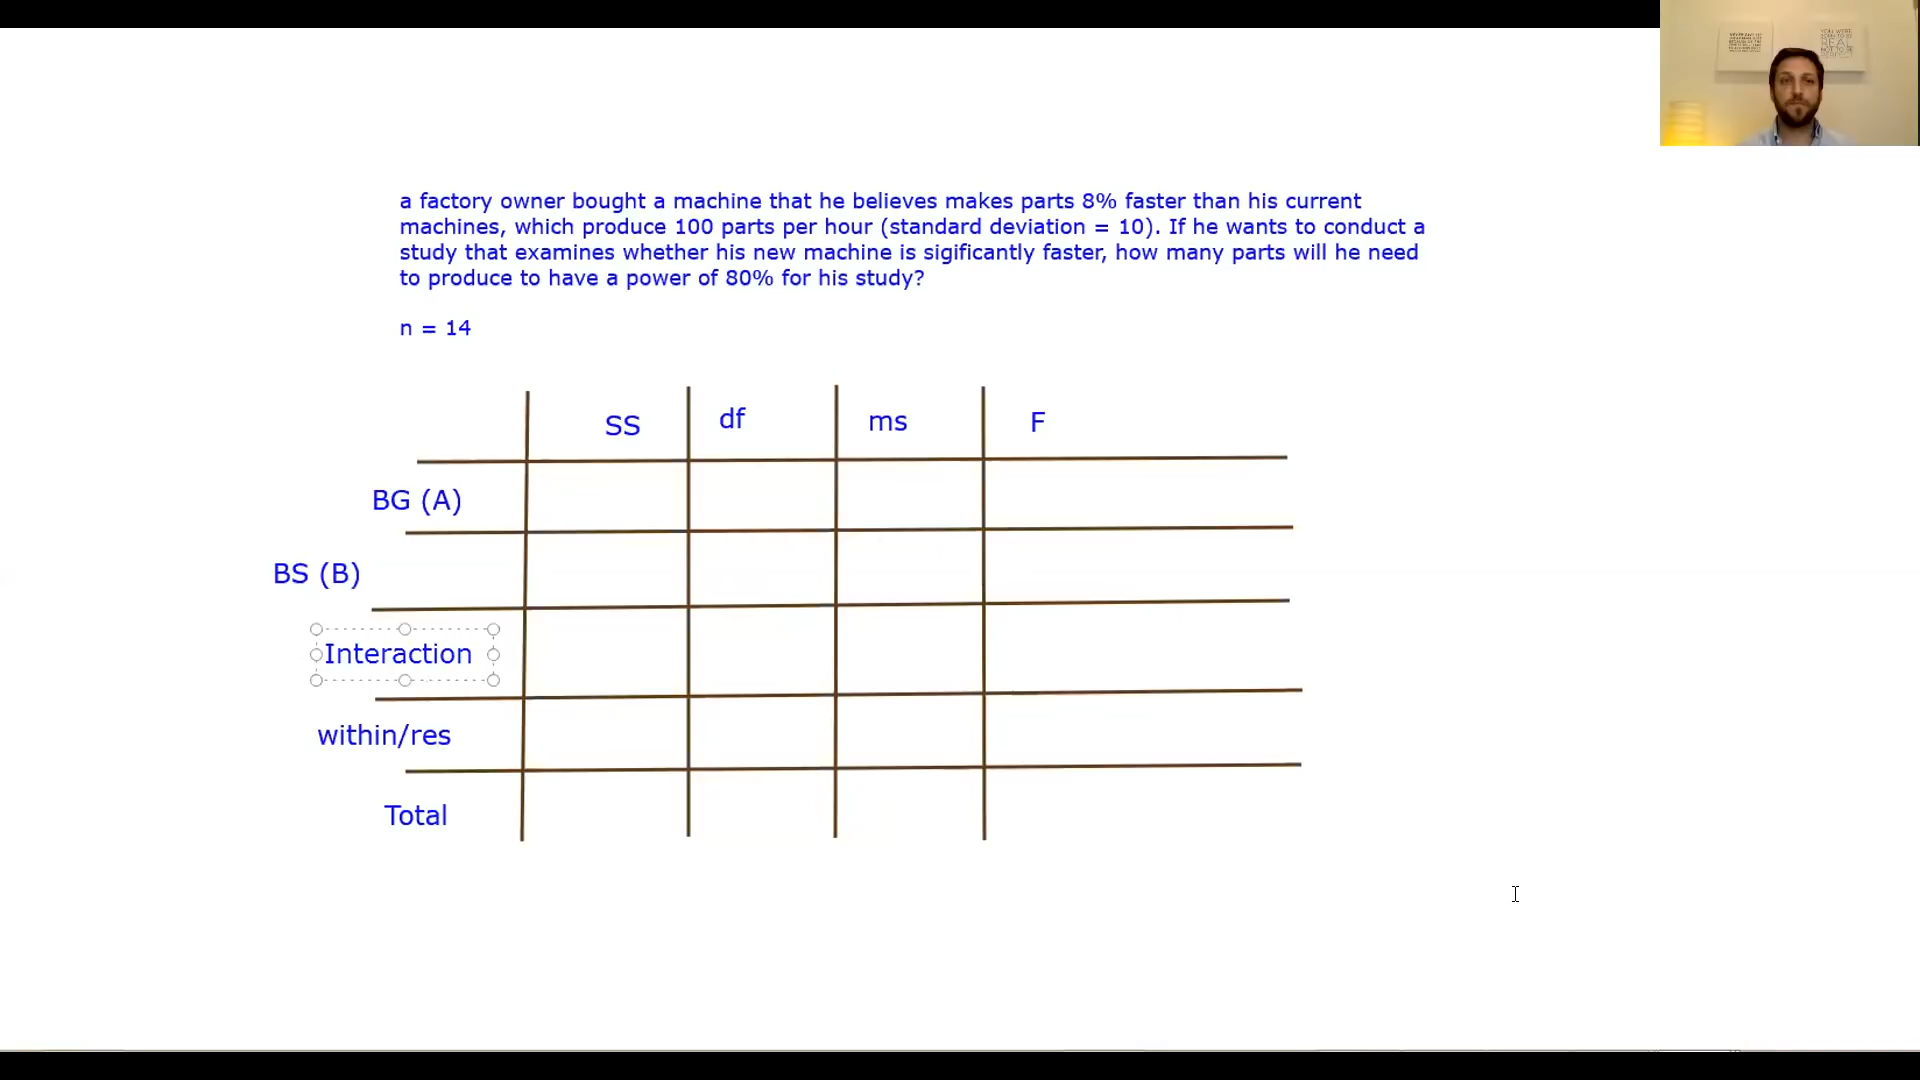 a factory owner bought a machine that he believes makes parts 8% faster than his current
machines, which produce 100 parts per hour (standard deviation = 10). If he wants to conduct a
study that examines whether his new machine is sigificantly faster, how many parts will he need
to produce to have a power of 80% for his study?
n = 14
SS df ms F
BG (A)
BS (B)
Interaction
within/res
Total